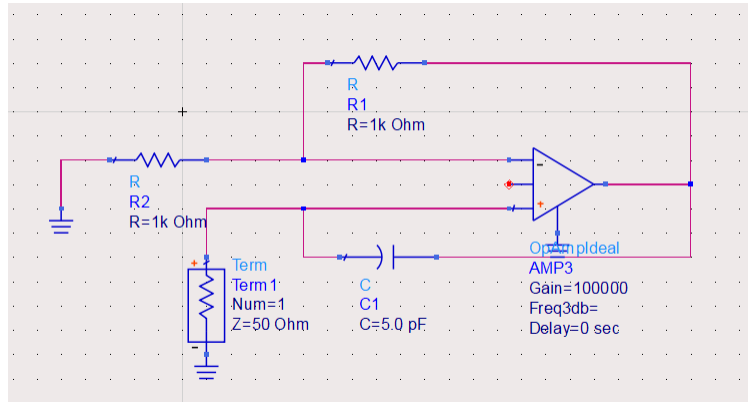 R
R1
R=1k Ohm
R
R2
R=1k Ohm
Term
Term1
Num=1
Z=50 Ohm
C
C1
C=5.0 pF
OpAmpIdeal
AMP3
Gain=100000
Freq3db=
Delay=0 sec